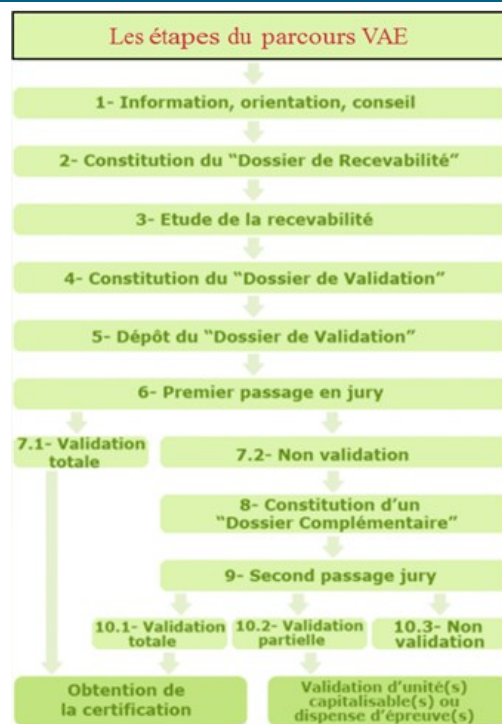 Les étapes du parcours VAE
1- Information, orientation, conseil
2- Constitution du “Dossier de Recevabilité”
3- Etude de la recevabilité
4- Constitution du “Dossier de Validation”
5- Dépôt du “Dossier de Validation”
6- Premier passage en jury
7.1- Validation
totale
7.2- Non validation
8- Constitution d’un
“Dossier Complémentaire”
9- Second passage jury
10.1- Validation
totale
10.2- Validation
partielle
10.3- Non
validation
Obtention de
la certification
Validation d’unité(s)
capitalisable(s) ou
dispense d’épreuve(s)